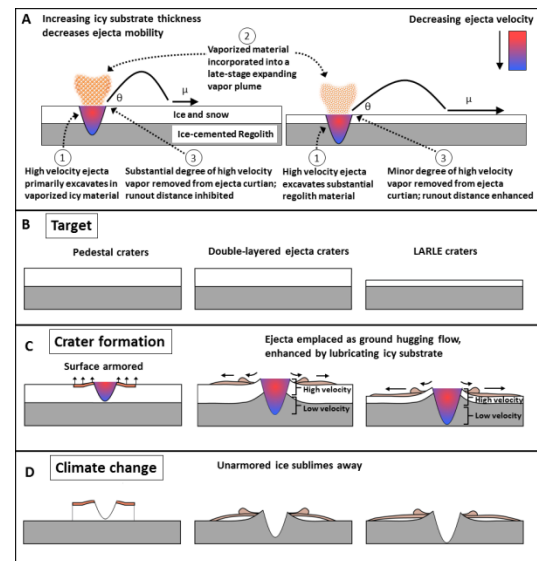 A
Increasing icy substrate thickness
decreases ejecta mobility
Decreasing ejecta velocity
2
Vaporized material
incorporated into a
late-stage expanding
vapor plume
θ
μ
θ
μ
Ice and snow
Ice-cemented Regolith
1
3
1
3
High velocity ejecta
primarily excavates in
vaporized icy material
Substantial degree of high velocity
vapor removed from ejecta curtian;
runout distance inhibited
High velocity ejecta
excavates substantial
regolith material
Minor degree of high velocity
vapor removed from ejecta
curtian; runout distance enhanced
B
Target
Pedestal craters
Double-layered ejecta craters
LARLE craters
C
Crater formation
Ejecta emplaced as ground hugging flow,
enhanced by lubricating icy substrate
Surface armored
High velocity
Low velocity
High velocity
Low velocity
D
Climate change
Unarmored ice sublimes away